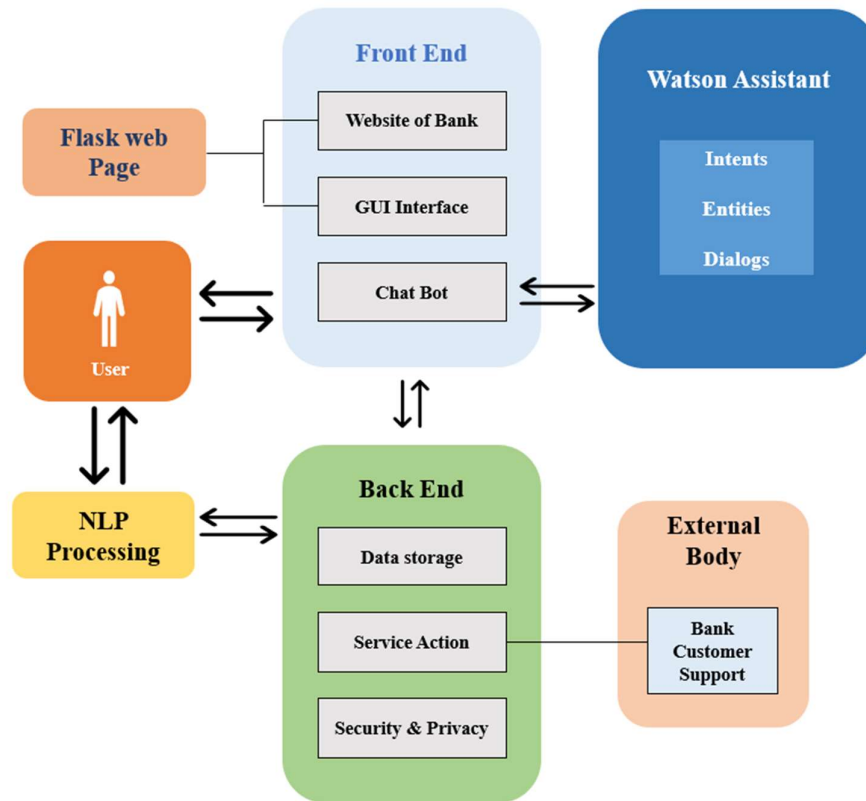 Front End
Website of Bank
GUI Interface
Chat Bot
Watson Assistant
Intents
Entities
Dialogs
Flask web
Page
User
NLP
Processing
Back End
Data storage
Service Action
Security & Privacy
External
Body
Bank
Customer
Support